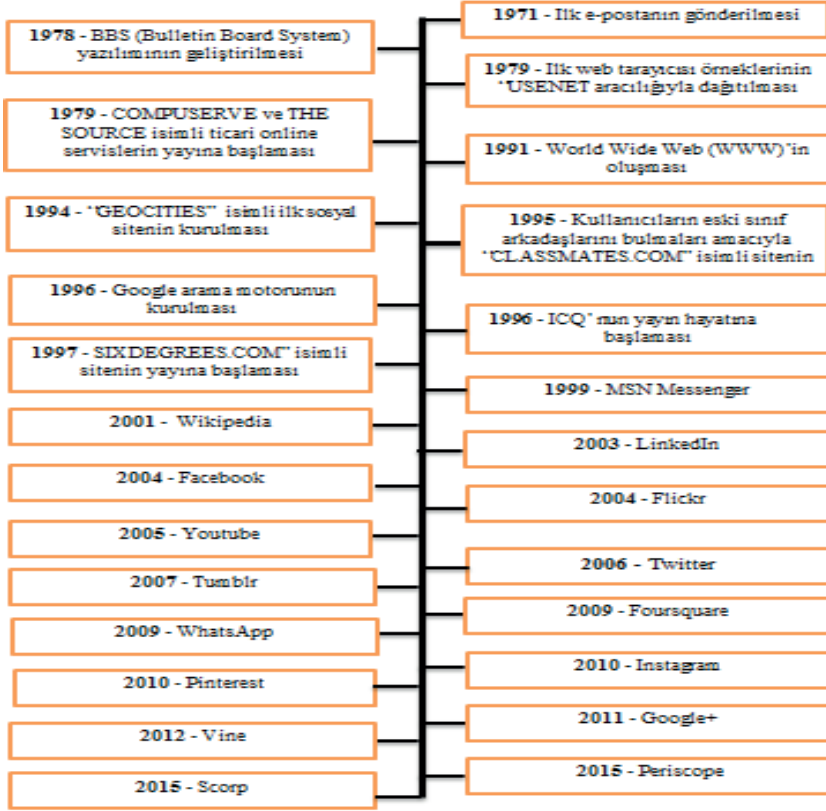 1971 - Ilk e-postanın gönderilmesi
1978 - BBS (Bulletin Board System)
yazılımının geliştirilmesi
1979 - Ilk web tarayıcısı örneklerinin
“USENET aracılığıyla dağıtılması
1979 - COMPUSERVE ve THE
SOURCE isimli ticari online
servislerin yayına başlaması
1991 - World Wide Web (WWW)’in
oluşması
1994 - “GEOCITIES” isimli ilk sosyal
sitenin kurulması
1995 - Kullanıcıların eski sınıf
arkadaşlarını bulmaları amacıyla
“CLASSMATES.COM” isimli sitenin
1996 - Google arama motorunun
kurulması
1996 - ICQ’ nun yayın hayatına
başlaması
1997 - SIXDEGREES.COM” isimli
sitenin yayına başlaması
1999 - MSN Messenger
2001 - Wikipedia
2003 - LinkedIn
2004 - Facebook
2004 - Flickr
2005 - Youtube
2006 - Twitter
2007 - Tumblr
2009 - Foursquare
2009 - WhatsApp
2010 - Instagram
2010 - Pinterest
2011 - Google+
2012 - Vine
2015 - Periscope
2015 - Scorp